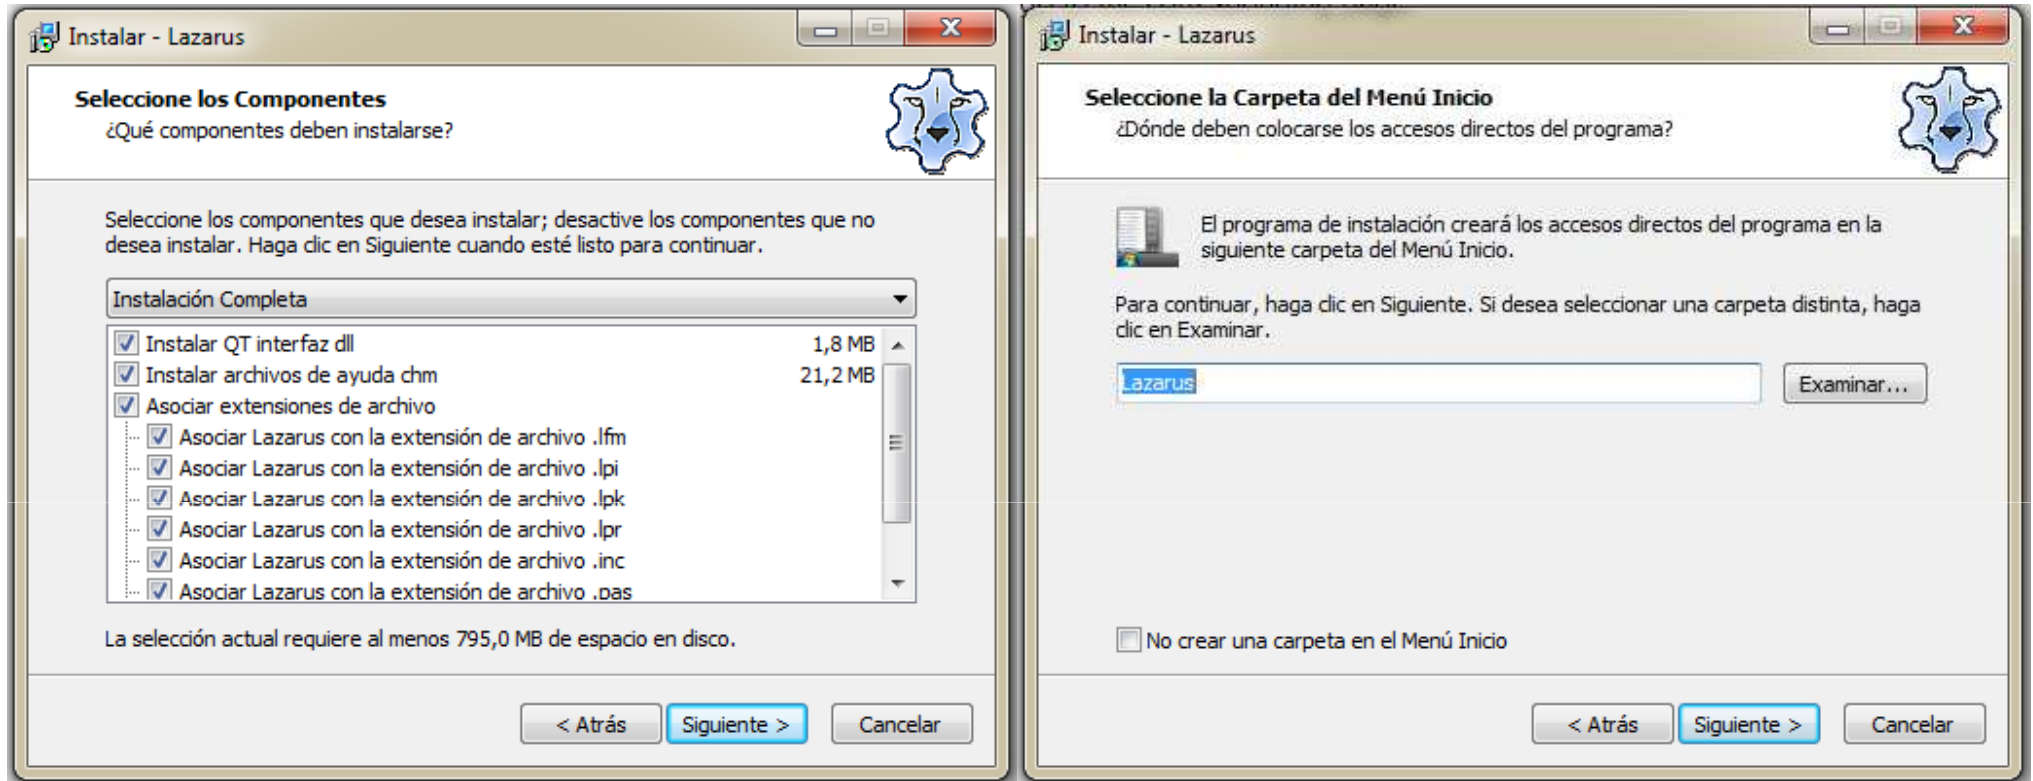 Instalar - Lazarus
Seleccione los Componentes
¿Qué componentes deben instalarse?
Seleccione los componentes que desea instalar; desactive los componentes que no
desea instalar. Haga clic en Siguiente cuando esté listo para continuar.
Instalación Completa
Instalar QT interfaz dll 1,8 MB
Instalar archivos de ayuda chm 21,2 MB
Asociar extensiones de archivo
Asociar Lazarus con la extensión de archivo .lfm
Asociar Lazarus con la extensión de archivo .lpi
Asociar Lazarus con la extensión de archivo .lpk
Asociar Lazarus con la extensión de archivo .lpr
Asociar Lazarus con la extensión de archivo .inc
Asociar Lazarus con la extensión de archivo .pas
La selección actual requiere al menos 795,0 MB de espacio en disco.
< Atrás Siguiente > Cancelar
Instalar - Lazarus
Seleccione la Carpeta del Menú Inicio
¿Dónde deben colocarse los accesos directos del programa?
El programa de instalación creará los accesos directos del programa en la
siguiente carpeta del Menú Inicio.
Para continuar, haga clic en Siguiente. Si desea seleccionar una carpeta distinta, haga
clic en Examinar.
Lazarus Examinar...
No crear una carpeta en el Menú Inicio
< Atrás Siguiente > Cancelar